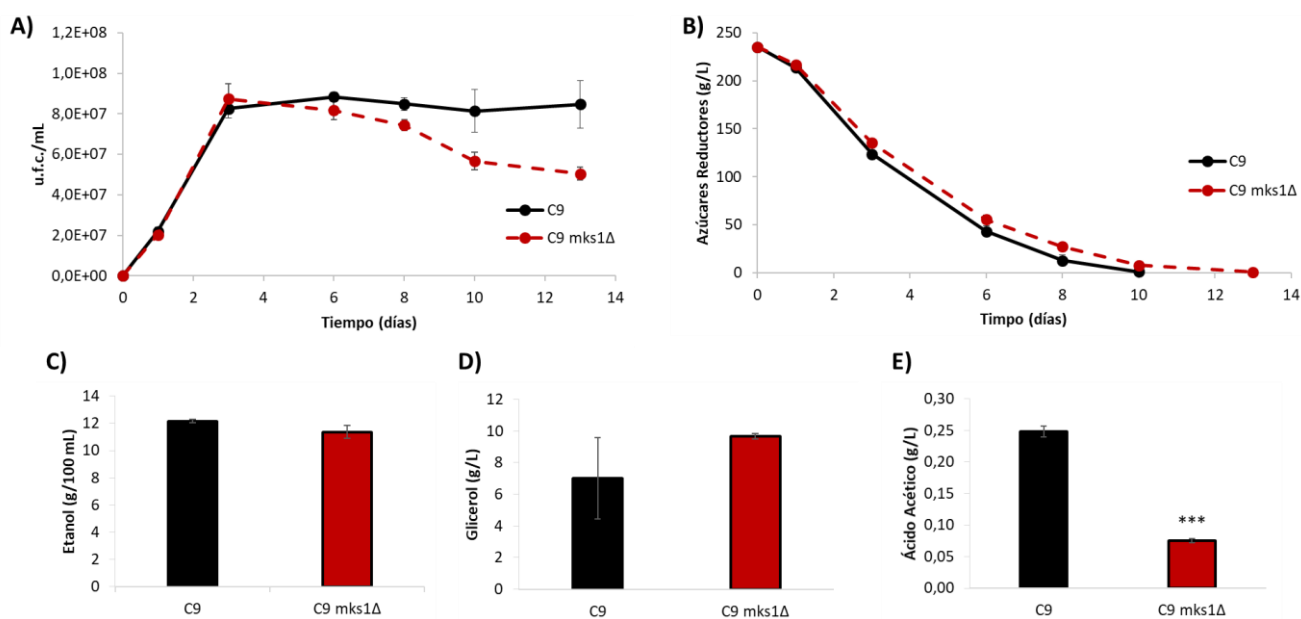 A)
u.f.c./mL
1,2E+08
1,0E+08
8,0E+07
6,0E+07
4,0E+07
2,0E+07
0,0E+00
0 2 4 6 8 10 12 14
Tiempo (días)
C9
C9 mks1Δ
B)
Azúcares Reductores (g/L)
250
200
150
100
50
0
0 2 4 6 8 10 12 14
Timpo (días)
C9
C9 mks1Δ
C)
Etanol (g/100 mL)
14
12
10
8
6
4
2
0
C9 C9 mks1Δ
D)
Glicerol (g/L)
12
10
8
6
4
2
0
C9 C9 mks1Δ
E)
Ácido Acético (g/L)
0,30
0,25
0,20
0,15
0,10
0,05
0,00
***
C9 C9 mks1Δ